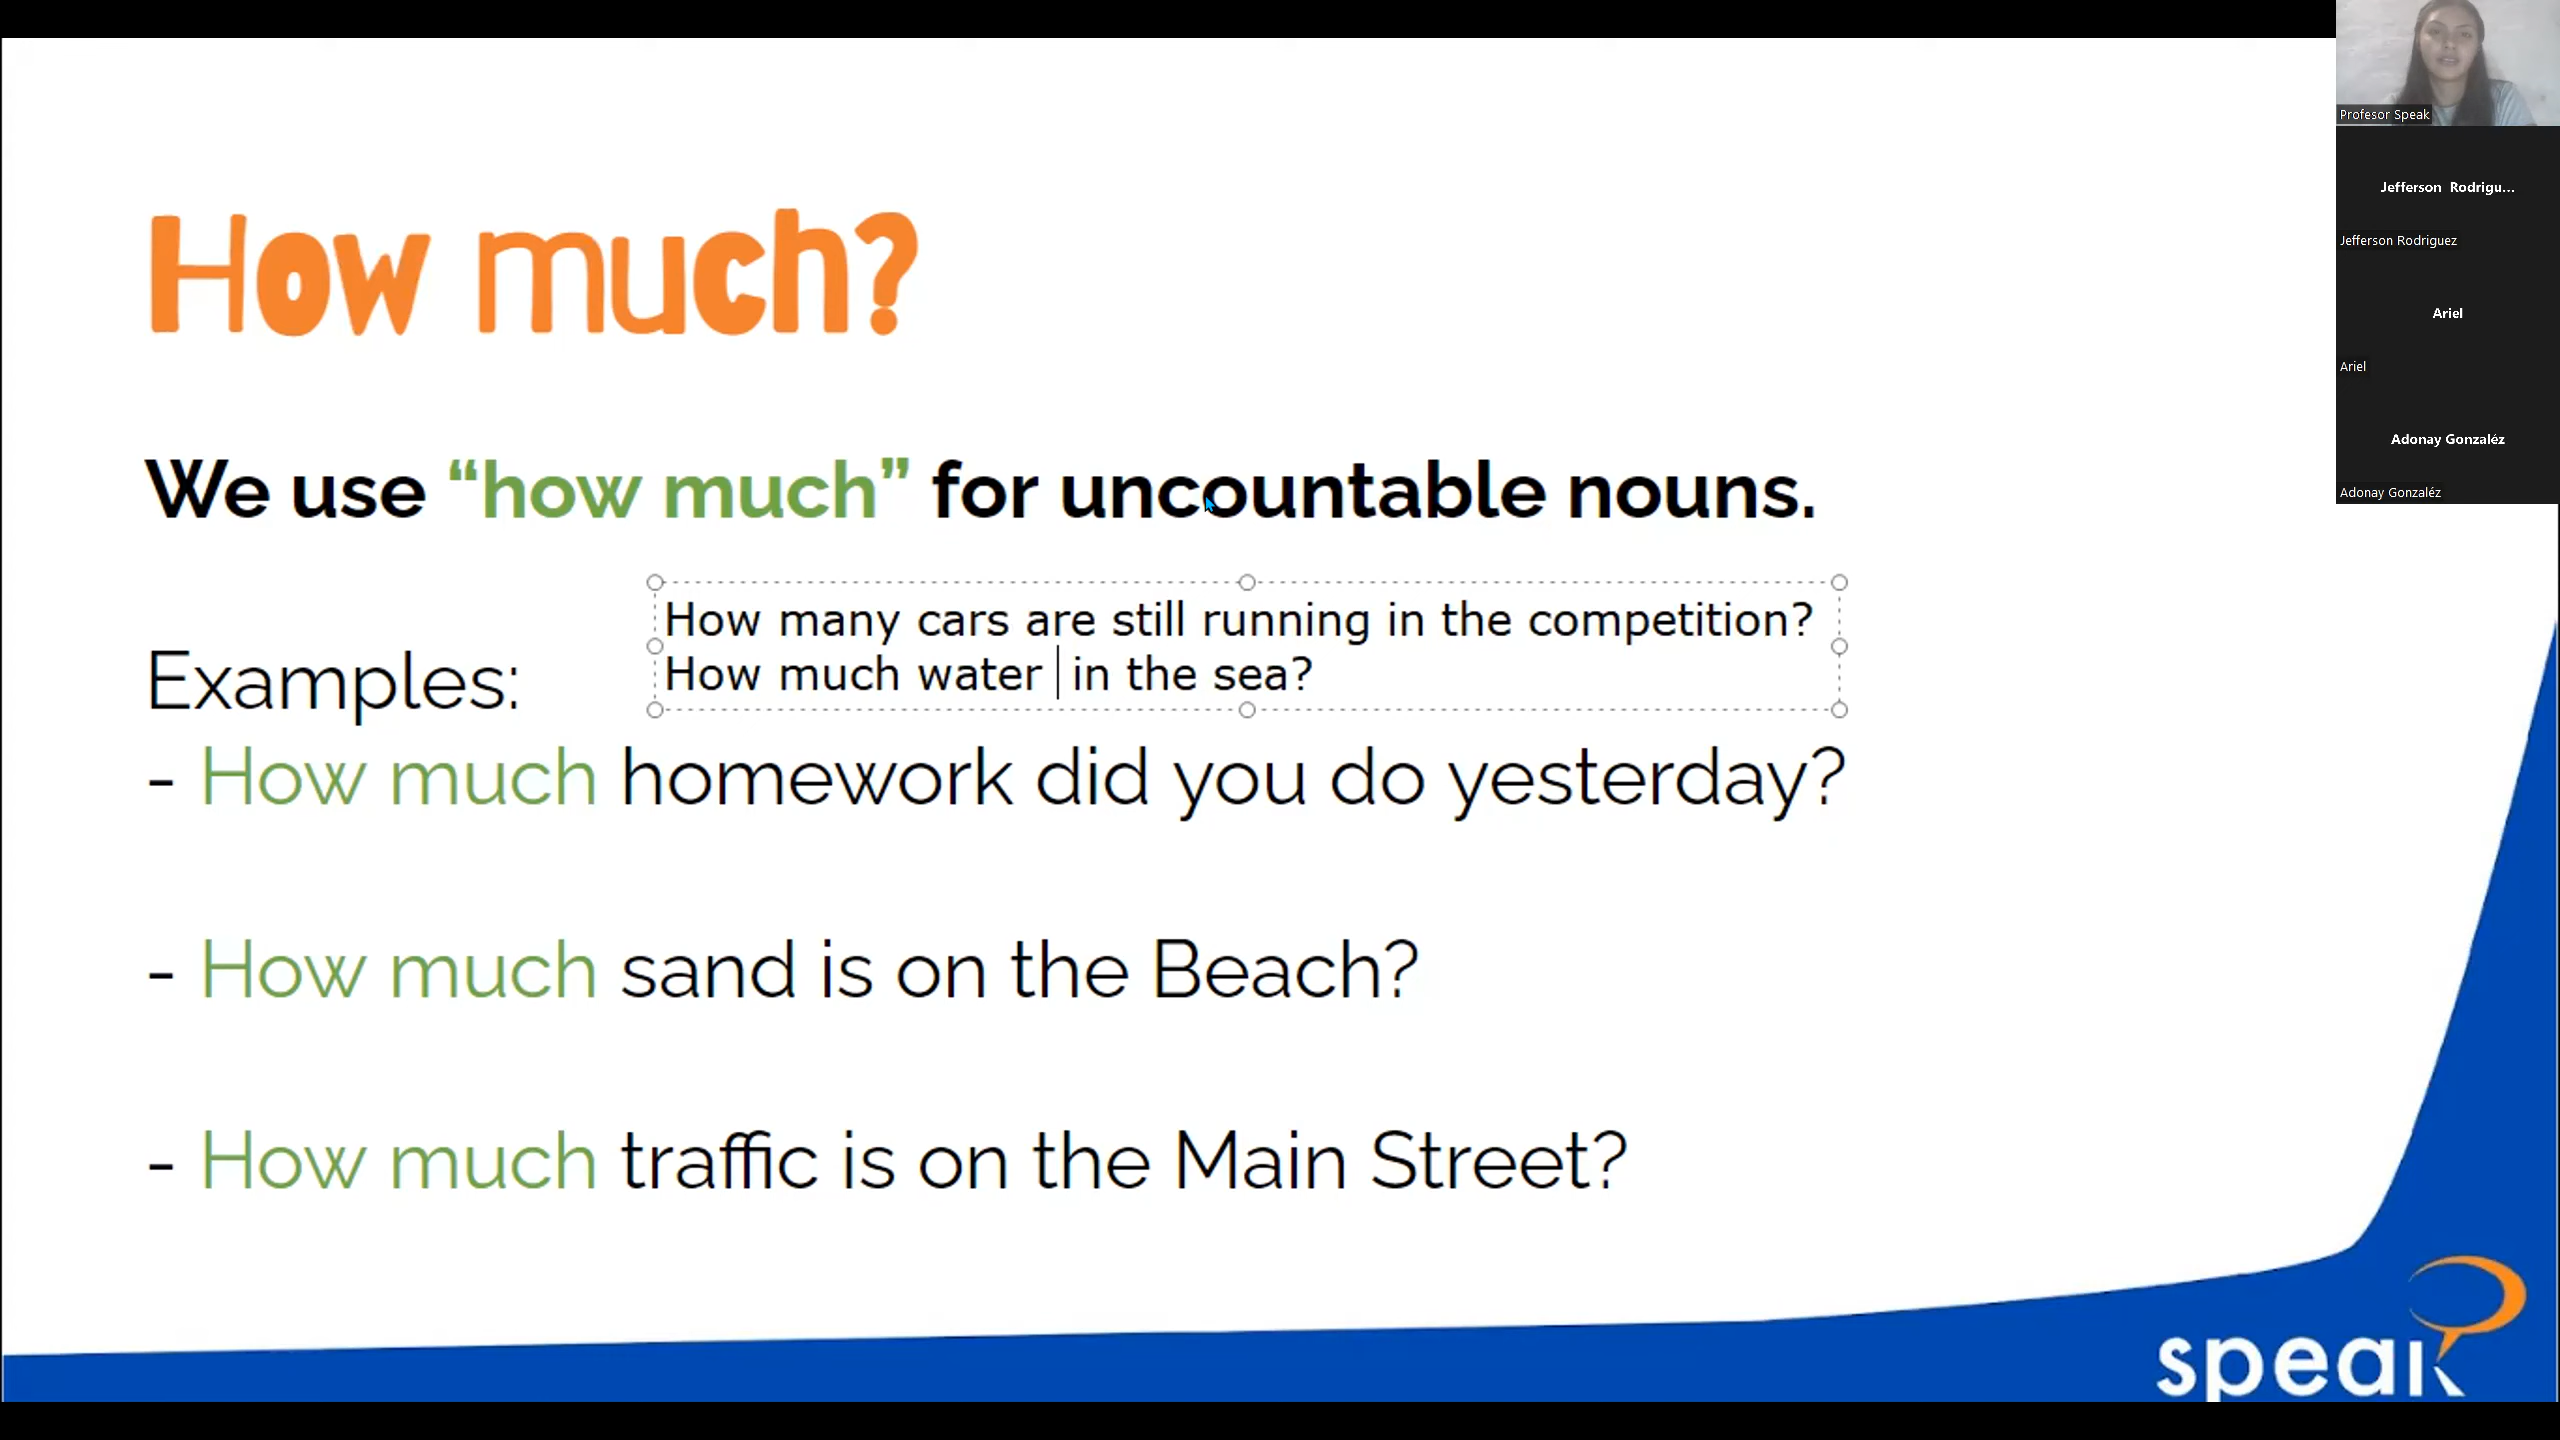 How much?
We use “how much” for uncountable nouns.
How many cars are still running in the competition?
How much water in the sea?
Examples:
- How much homework did you do yesterday?
- How much sand is on the Beach?
- How much traffic is on the Main Street?
speak
Profesor Speak
Jefferson Rodrigu...
Jefferson Rodriguez
Ariel
Ariel
Adonay Gonzaléz
Adonay Gonzaléz